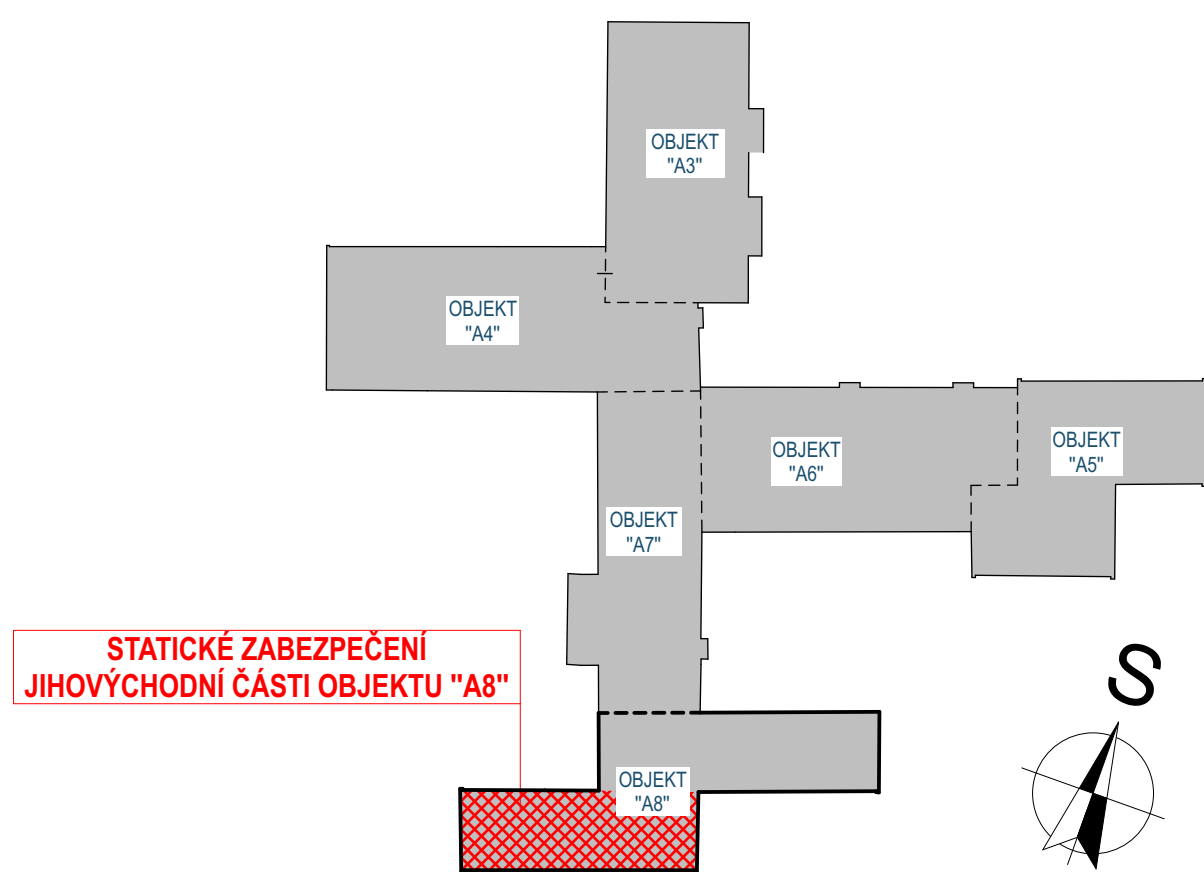 OBJEKT
"A3"
OBJEKT
"A4"
OBJEKT
"A6"
OBJEKT
"A5"
OBJEKT
"A7"
STATICKÉ ZABEZPEČENÍ
JIHOVÝCHODNÍ ČÁSTI OBJEKTU "A8"
S
OBJEKT
"A8"